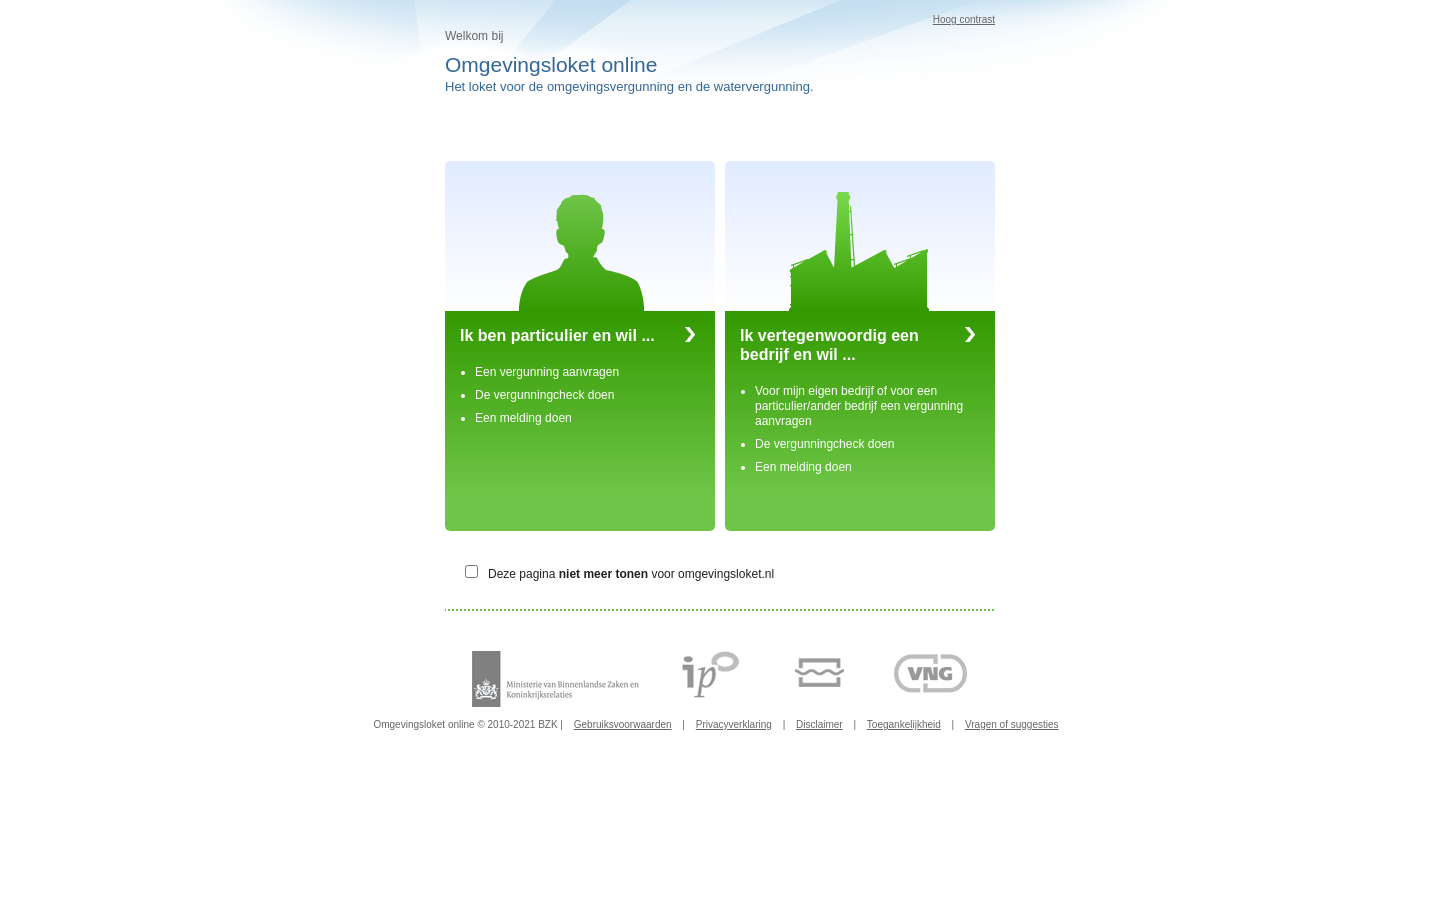 Hoog contrast
Welkom bij
Omgevingsloket online
Het loket voor de omgevingsvergunning en de watervergunning.
Ik ben particulier en wil ...
Een vergunning aanvragen
De vergunningcheck doen
Een melding doen
Ik vertegenwoordig een
bedrijf en wil ...
Voor mijn eigen bedrijf of voor een
particulier/ander bedrijf een vergunning
aanvragen
De vergunningcheck doen
Een melding doen
Deze pagina niet meer tonen voor omgevingsloket.nl
Ministerie van Binnenlandse Zaken en
Koninkrijksrelaties
ipo
VNG
Omgevingsloket online © 2010-2021 BZK | Gebruiksvoorwaarden | Privacyverklaring | Disclaimer | Toegankelijkheid | Vragen of suggesties